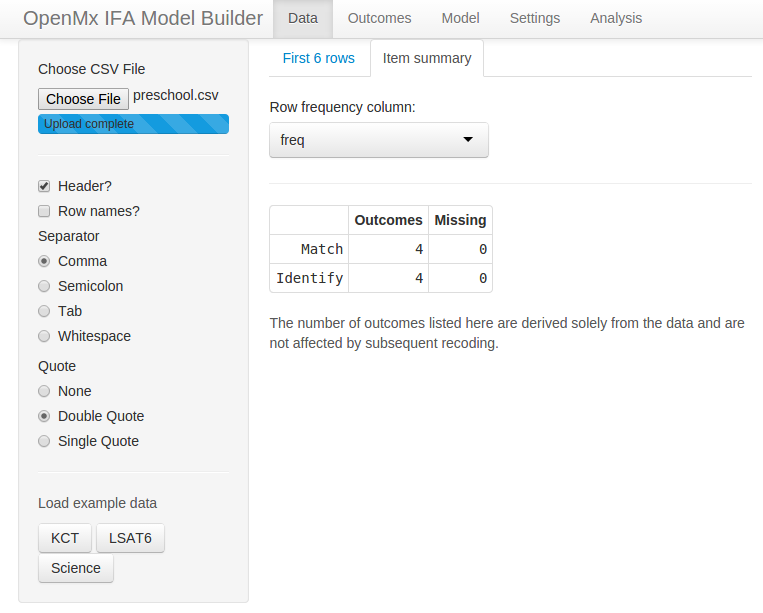 OpenMx IFA Model Builder Data Outcomes Model Settings Analysis
Choose CSV File
Choose File preschool.csv
Upload complete
Header?
Row names?
Separator
Comma
Semicolon
Tab
Whitespace
Quote
None
Double Quote
Single Quote
Load example data
KCT LSAT6
Science
First 6 rows Item summary
Row frequency column:
freq
Outcomes Missing
Match 4 0
Identify 4 0
The number of outcomes listed here are derived solely from the data and are
not affected by subsequent recoding.